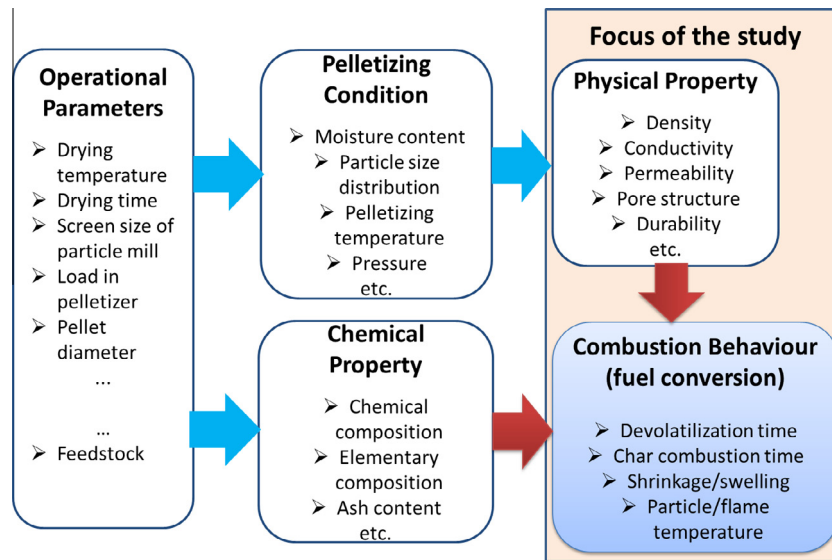 Operational
Parameters
➢ Drying
temperature
➢ Drying time
➢ Screen size of
particle mill
➢ Load in
pelletizer
➢ Pellet
diameter
...
...
➢ Feedstock
Pelletizing
Condition
➢ Moisture content
➢ Particle size
distribution
➢ Pelletizing
temperature
➢ Pressure
etc.
Chemical
Property
➢ Chemical
composition
➢ Elementary
composition
➢ Ash content
etc.
Focus of the study
Physical Property
➢ Density
➢ Conductivity
➢ Permeability
➢ Pore structure
➢ Durability
etc.
Combustion Behaviour
(fuel conversion)
➢ Devolatilization time
➢ Char combustion time
➢ Shrinkage/swelling
➢ Particle/flame
temperature